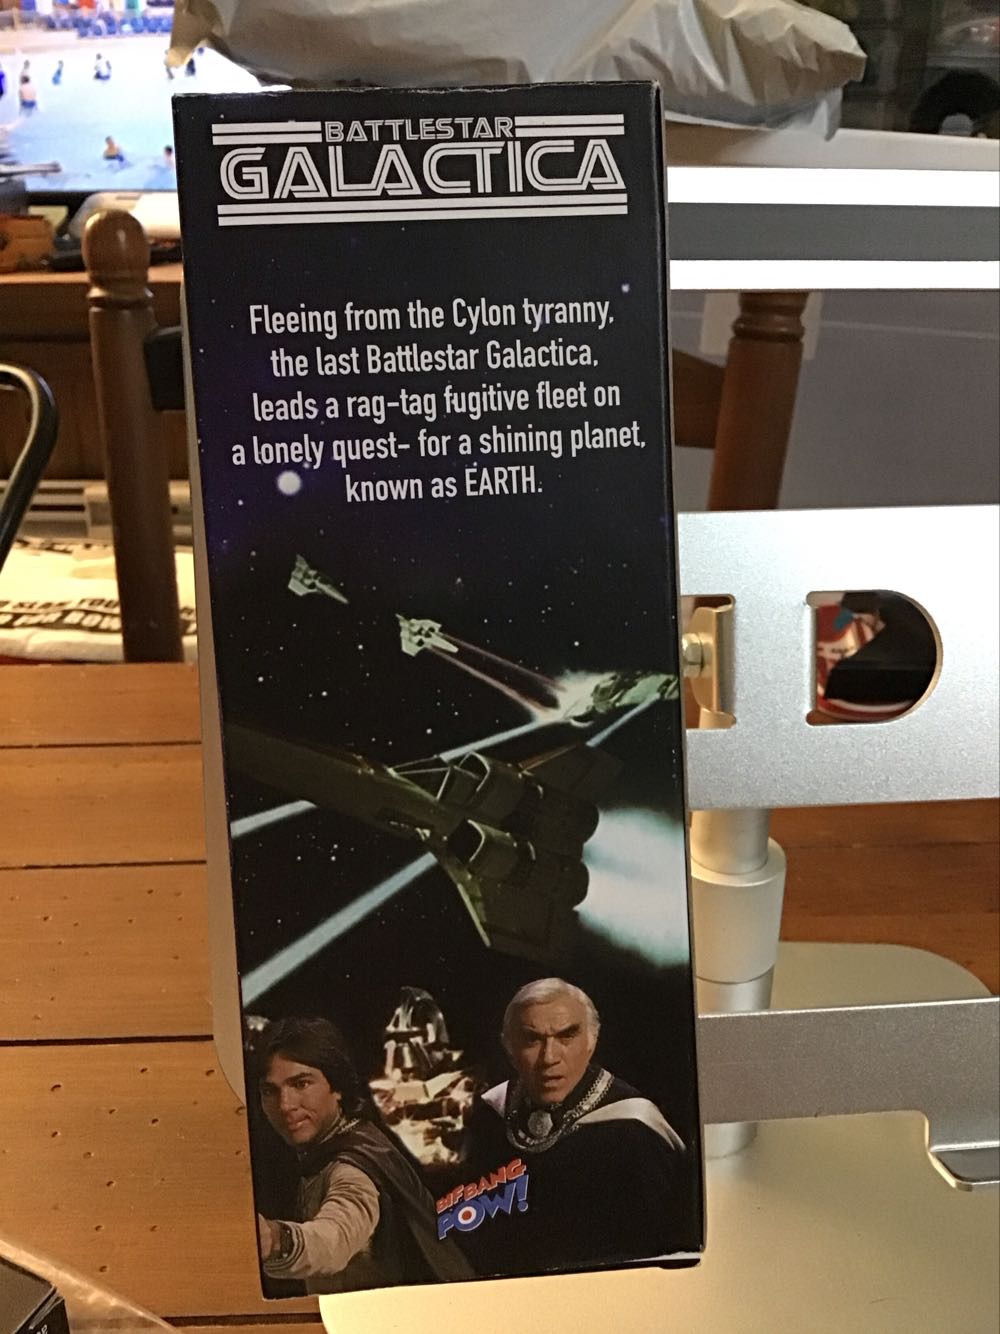 BATTLESTAR
GALACTICA
Fleeing from the Cylon tyranny,
the last Battlestar Galactica,
leads a rag-tag fugitive fleet on
a lonely quest- for a shining planet,
known as EARTH.
BIF BANG
POW!